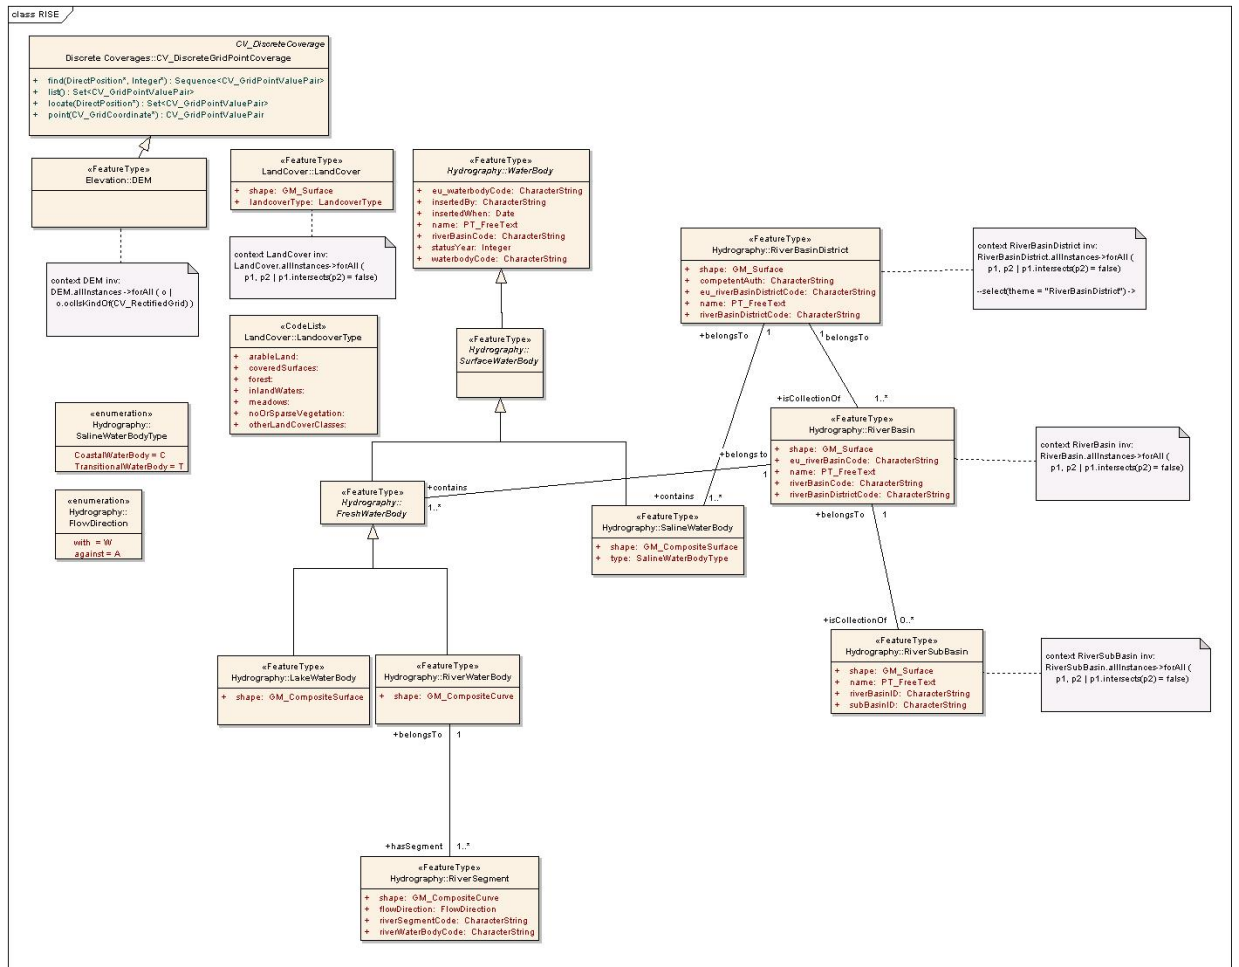 class RISE
CV_DiscreteCoverage
Discrete Coverages::CV_DiscreteGridPointCoverage
+ find(DirectPosition*, Integer*) : Sequence<CV_GridPointValuePair>
+ list() : Set<CV_GridPointValuePair>
+ locate(DirectPosition*) : Set<CV_GridPointValuePair>
+ point(CV_GridCoordinate*) : CV_GridPointValuePair
«FeatureType»
Elevation::DEM
context DEM inv:
DEM.allInstances ->forAll ( o |
o.oclIsKindOf(CV_RectifiedGrid) )
«FeatureType»
LandCover::LandCover
+ shape: GM_Surface
+ landcoverType: LandcoverType
context LandCover inv:
LandCover.allInstances->forAll (
p1, p2 | p1.intersects(p2) = false)
«CodeList»
LandCover::LandcoverType
+ arableLand:
+ coveredSurfaces:
+ forest:
+ inlandWaters:
+ meadows:
+ noOrSparseVegetation:
+ otherLandCoverClasses:
«enumeration»
Hydrography::
SalineWaterBodyType
CoastalWaterBody = C
TransitionalWaterBody = T
«enumeration»
Hydrography::
FlowDirection
with = W
against = A
«FeatureType»
Hydrography::WaterBody
+ eu_waterbodyCode: CharacterString
+ insertedBy: CharacterString
+ insertedWhen: Date
+ name: PT_FreeText
+ riverBasinCode: CharacterString
+ statusYear: Integer
+ waterbodyCode: CharacterString
«FeatureType»
Hydrography::
SurfaceWaterBody
«FeatureType»
Hydrography::RiverBasinDistrict
+ shape: GM_Surface
+ competentAuth: CharacterString
+ eu_riverBasinDistrictCode: CharacterString
+ name: PT_FreeText
+ riverBasinDistrictCode: CharacterString
context RiverBasinDistrict inv:
RiverBasinDistrict.allInstances->forAll (
p1, p2 | p1.intersects(p2) = false)
--select(theme = "RiverBasinDistrict") ->
+belongsTo 1
1 belongsTo
+isCollectionOf 1..*
«FeatureType»
Hydrography::RiverBasin
+ shape: GM_Surface
+ eu_riverBasinCode: CharacterString
+ name: PT_FreeText
+ riverBasinCode: CharacterString
+ riverBasinDistrictCode: CharacterString
context RiverBasin inv:
RiverBasin.allInstances->forAll (
p1, p2 | p1.intersects(p2) = false)
+belongs to
1
+contains
1..*
«FeatureType»
Hydrography::
FreshWaterBody
+contains 1..*
«FeatureType»
Hydrography::SalineWaterBody
+ shape: GM_CompositeSurface
+ type: SalineWaterBodyType
+belongsTo 1
+isCollectionOf 0..*
«FeatureType»
Hydrography::RiverSubBasin
+ shape: GM_Surface
+ name: PT_FreeText
+ riverBasinID: CharacterString
+ subBasinID: CharacterString
context RiverSubBasin inv:
RiverSubBasin.allInstances->forAll (
p1, p2 | p1.intersects(p2) = false)
«FeatureType»
Hydrography::LakeWaterBody
+ shape: GM_CompositeSurface
«FeatureType»
Hydrography::RiverWaterBody
+ shape: GM_CompositeCurve
+belongsTo 1
+hasSegment 1..*
«FeatureType»
Hydrography::RiverSegment
+ shape: GM_CompositeCurve
+ flowDirection: FlowDirection
+ riverSegmentCode: CharacterString
+ riverWaterBodyCode: CharacterString